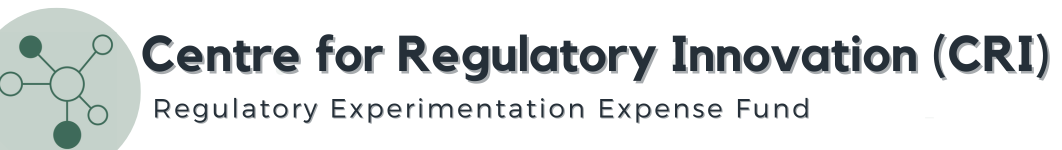 Centre for Regulatory Innovation (CRI)
Regulatory Experimentation Expense Fund